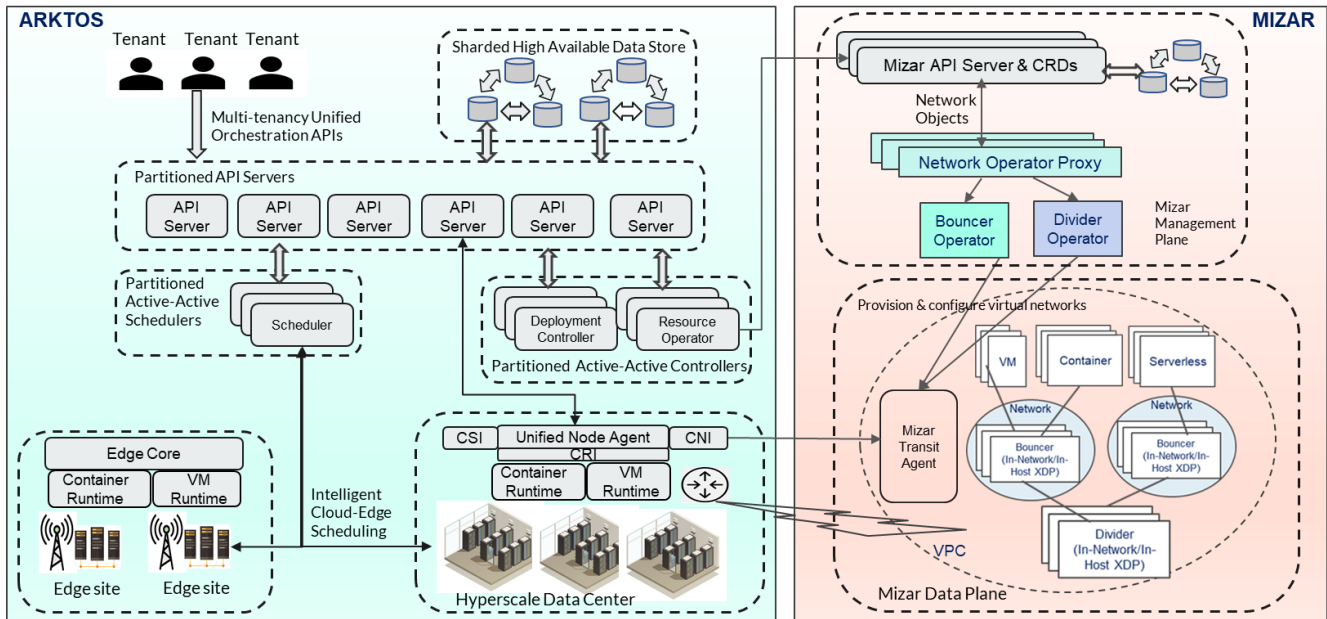 ARKTOS
Tenant
Tenant
Tenant
Multi-tenancy Unified
Orchestration APIs
Sharded High Available Data Store
Partitioned API Servers
API
Server
API
Server
API
Server
API
Server
API
Server
API
Server
Partitioned
Active-Active
Schedulers
Scheduler
Deployment
Controller
Resource
Operator
Partitioned Active-Active Controllers
Edge Core
Container
Runtime
VM
Runtime
Edge site
Edge site
Intelligent
Cloud-Edge
Scheduling
CSI
Unified Node Agent
CNI
CRI
Container
Runtime
VM Runtime
Hyperscale Data Center
MIZAR
Mizar API Server & CRDs
Network
Objects
Network Operator Proxy
Bouncer
Operator
Divider
Operator
Mizar
Management
Plane
Provision & configure virtual networks
VM
Container
Serverless
Mizar
Transit
Agent
Network
Bouncer
(In-Network/In-
Host XDP)
Network
Bouncer
(In-Network/In-
Host XDP)
Divider
(In-Network/In-
Host XDP)
VPC
Mizar Data Plane